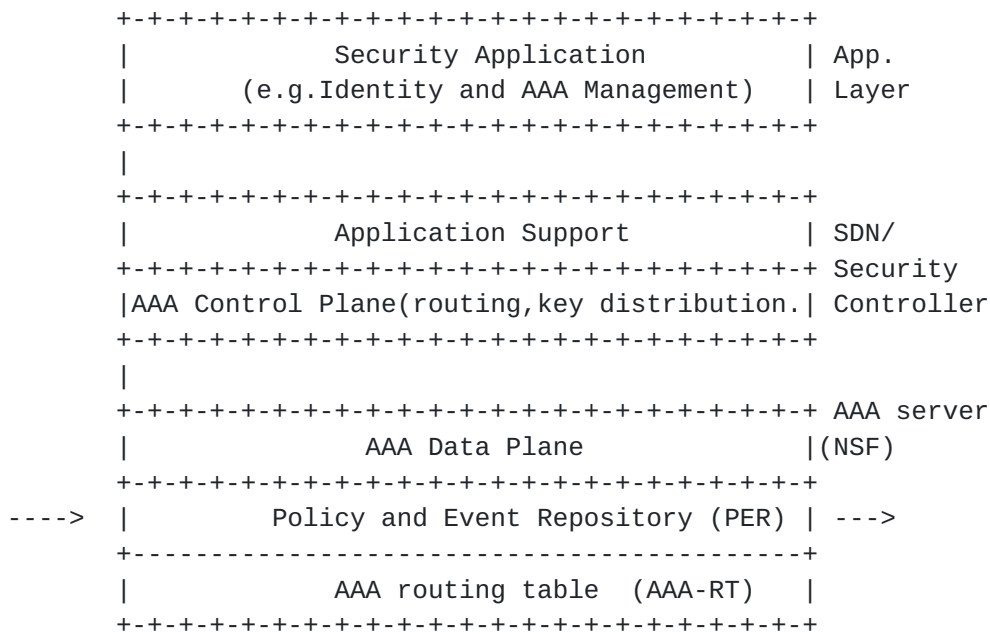 +-+-+-+-+-+-+-+-+-+-+-+-+-+-+-+-+-+-+-+-+-+-+
| Security Application | App.
| (e.g.Identity and AAA Management) | Layer
+-+-+-+-+-+-+-+-+-+-+-+-+-+-+-+-+-+-+-+-+-+-+
|
+-+-+-+-+-+-+-+-+-+-+-+-+-+-+-+-+-+-+-+-+-+-+
| Application Support | SDN/
+-+-+-+-+-+-+-+-+-+-+-+-+-+-+-+-+-+-+-+-+-+-+ Security
|AAA Control Plane(routing,key distribution.| Controller
+-+-+-+-+-+-+-+-+-+-+-+-+-+-+-+-+-+-+-+-+-+-+
|
+-+-+-+-+-+-+-+-+-+-+-+-+-+-+-+-+-+-+-+-+-+-+ AAA server
| AAA Data Plane |(NSF)
+-+-+-+-+-+-+-+-+-+-+-+-+-+-+-+-+-+-+-+-+-+-+
----> | Policy and Event Repository (PER) | --->
+-------------------------------------------+
| AAA routing table (AAA-RT) |
+-+-+-+-+-+-+-+-+-+-+-+-+-+-+-+-+-+-+-+-+-+-+